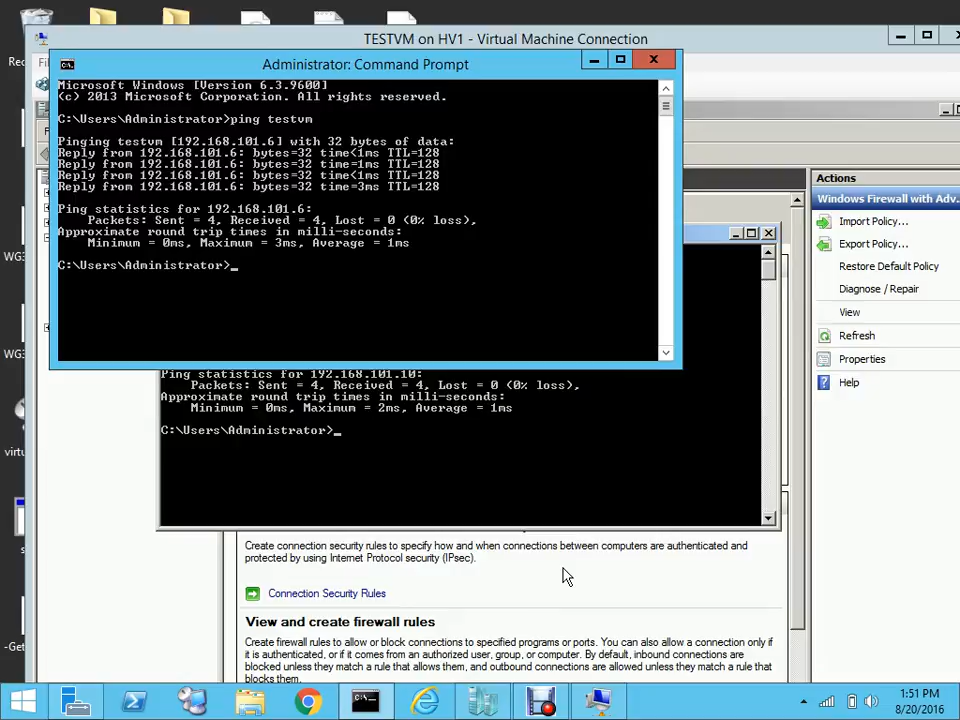 TESTVM on HV1 - Virtual Machine Connection
Administrator: Command Prompt
Microsoft Windows [Version 6.3.9600]
(c) 2013 Microsoft Corporation. All rights reserved.
C:\Users\Administrator>ping testvm
Pinging testvm [192.168.101.6] with 32 bytes of data:
Reply from 192.168.101.6: bytes=32 time<1ms TTL=128
Reply from 192.168.101.6: bytes=32 time=1ms TTL=128
Reply from 192.168.101.6: bytes=32 time<1ms TTL=128
Reply from 192.168.101.6: bytes=32 time=3ms TTL=128
Ping statistics for 192.168.101.6:
Packets: Sent = 4, Received = 4, Lost = 0 (0% loss),
Approximate round trip times in milli-seconds:
Minimum = 0ms, Maximum = 3ms, Average = 1ms
C:\Users\Administrator>_
Ping statistics for 192.168.101.10:
Packets: Sent = 4, Received = 4, Lost = 0 (0% loss),
Approximate round trip times in milli-seconds:
Minimum = 0ms, Maximum = 2ms, Average = 1ms
C:\Users\Administrator>_
Create connection security rules to specify how and when connections between computers are authenticated and
protected by using Internet Protocol security (IPsec).
Connection Security Rules
View and create firewall rules
Create firewall rules to allow or block connections to specified programs or ports. You can also allow a connection only if
it is authenticated, or if it comes from an authorized user, group, or computer. By default, inbound connections are
blocked unless they match a rule that allows them, and outbound connections are allowed unless they match a rule that
blocks them.
Actions
Windows Firewall with Adv...
Import Policy...
Export Policy...
Restore Default Policy
Diagnose / Repair
View
Refresh
Properties
Help
Rec
WG3
WG3
virtu
-Get
1:51 PM
8/20/2016